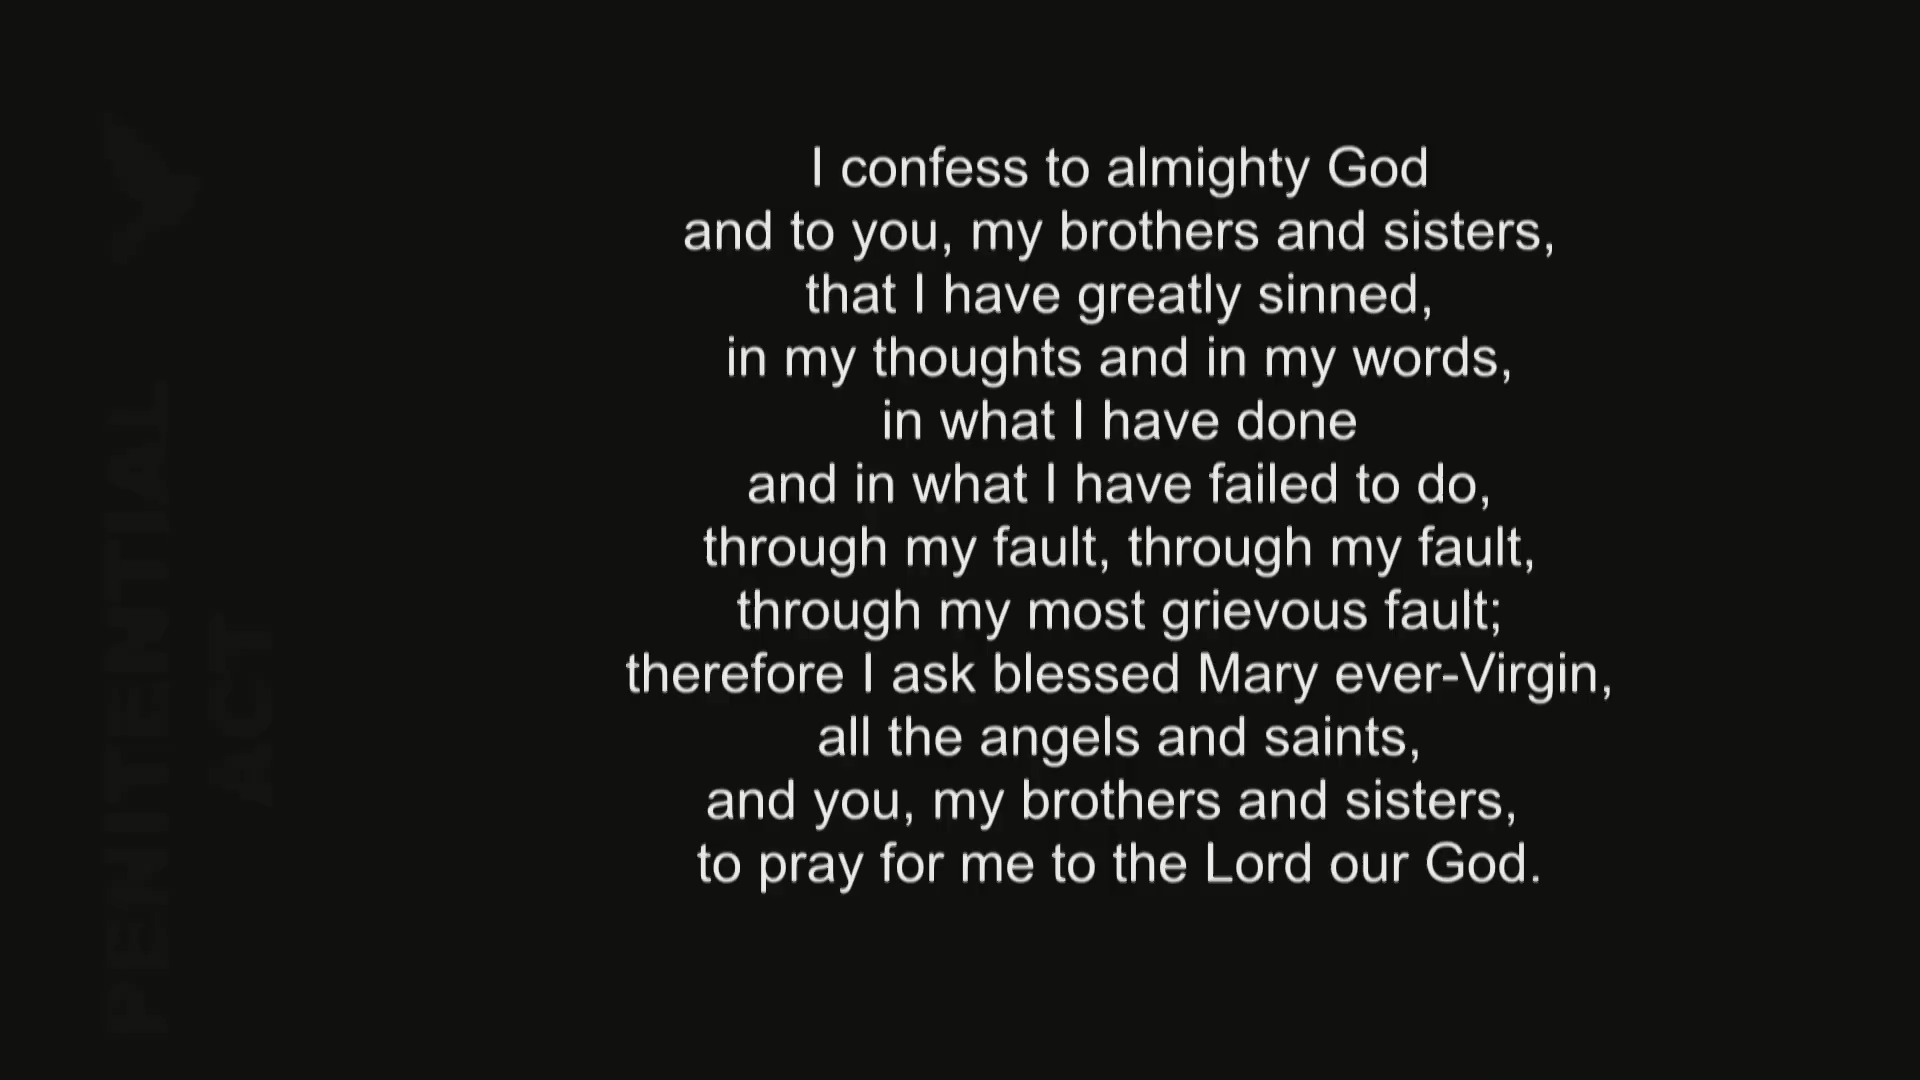 PENITENTIAL
ACT
I confess to almighty God
and to you, my brothers and sisters,
that I have greatly sinned,
in my thoughts and in my words,
in what I have done
and in what I have failed to do,
through my fault, through my fault,
through my most grievous fault;
therefore I ask blessed Mary ever-Virgin,
all the angels and saints,
and you, my brothers and sisters,
to pray for me to the Lord our God.